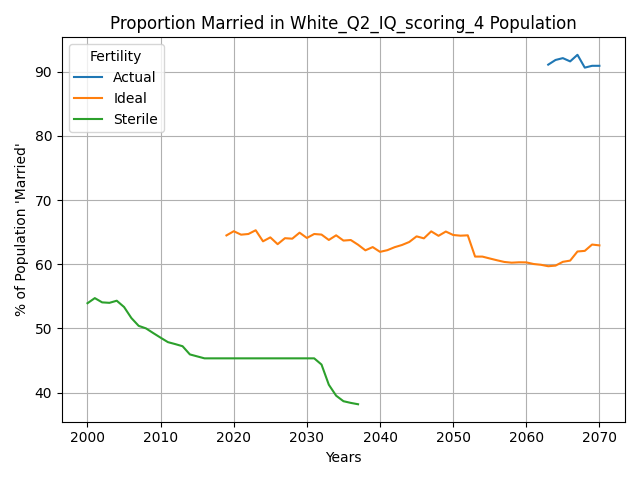 Proportion Married in White_Q2_IQ_scoring_4 Population
Fertility
Actual
Ideal
Sterile
% of Population 'Married'
90
80
70
60
50
40
2000 2010 2020 2030 2040 2050 2060 2070
Years